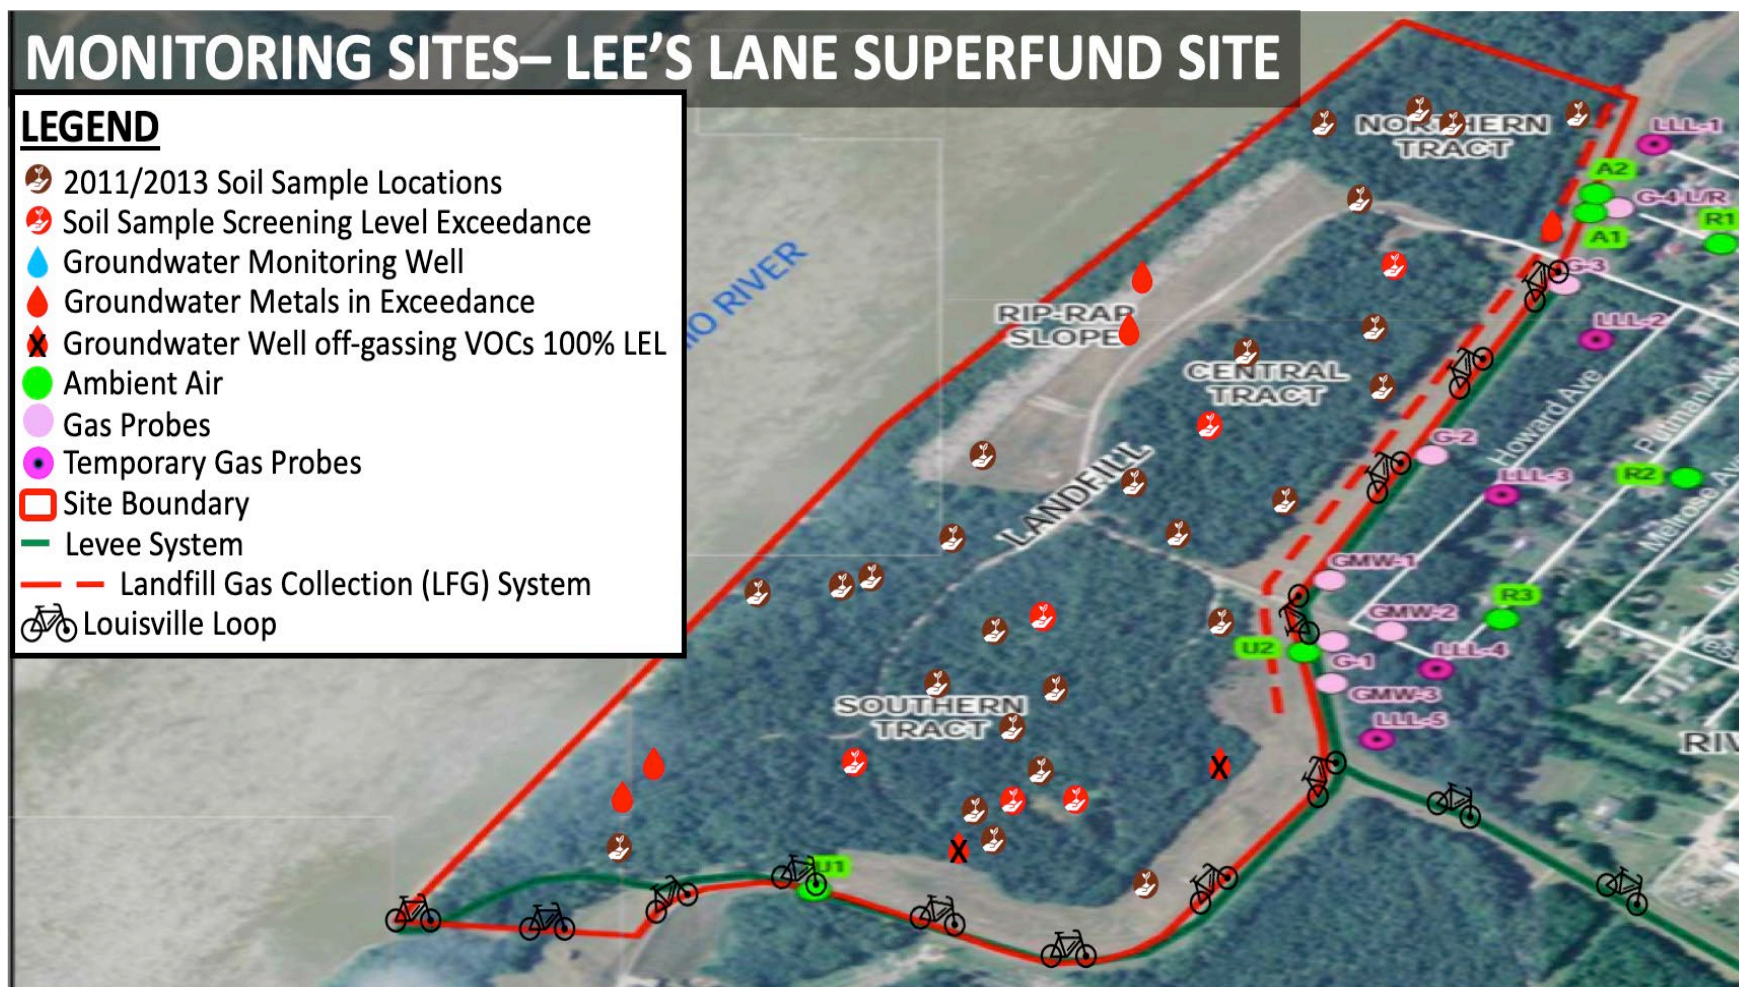 MONITORING SITES– LEE'S LANE SUPERFUND SITE
LEGEND
2011/2013 Soil Sample Locations
Soil Sample Screening Level Exceedance
Groundwater Monitoring Well
Groundwater Metals in Exceedance
Groundwater Well off-gassing VOCs 100% LEL
Ambient Air
Gas Probes
Temporary Gas Probes
Site Boundary
Levee System
Landfill Gas Collection (LFG) System
Louisville Loop
NORTHERN
TRACT
LLL-1
A2
G-4 L/R
R1
A1
G-3
RIVER
RIP-RAP
SLOPE
LLL-2
CENTRAL
TRACT
Howard Ave
Putman Ave
G-2
LANDFILL
LLL-3
R2
Melrose
GMW-1
R3
GMW-2
U2
G-1
LLL-4
GMW-3
SOUTHERN
TRACT
LLL-5
RIV
U1